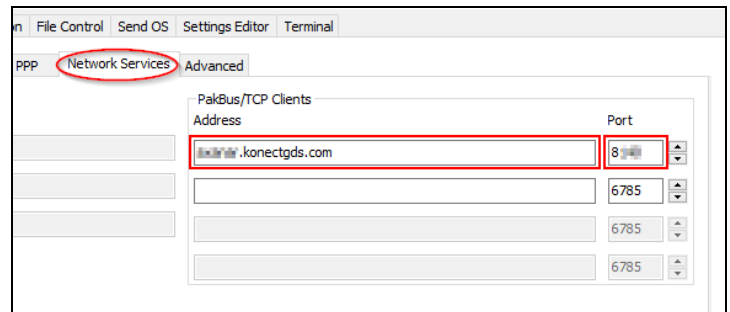 n File Control Send OS Settings Editor Terminal
PPP Network Services Advanced
PakBus/TCP Clients
Address Port
.konectgds.com 8
6785
6785
6785